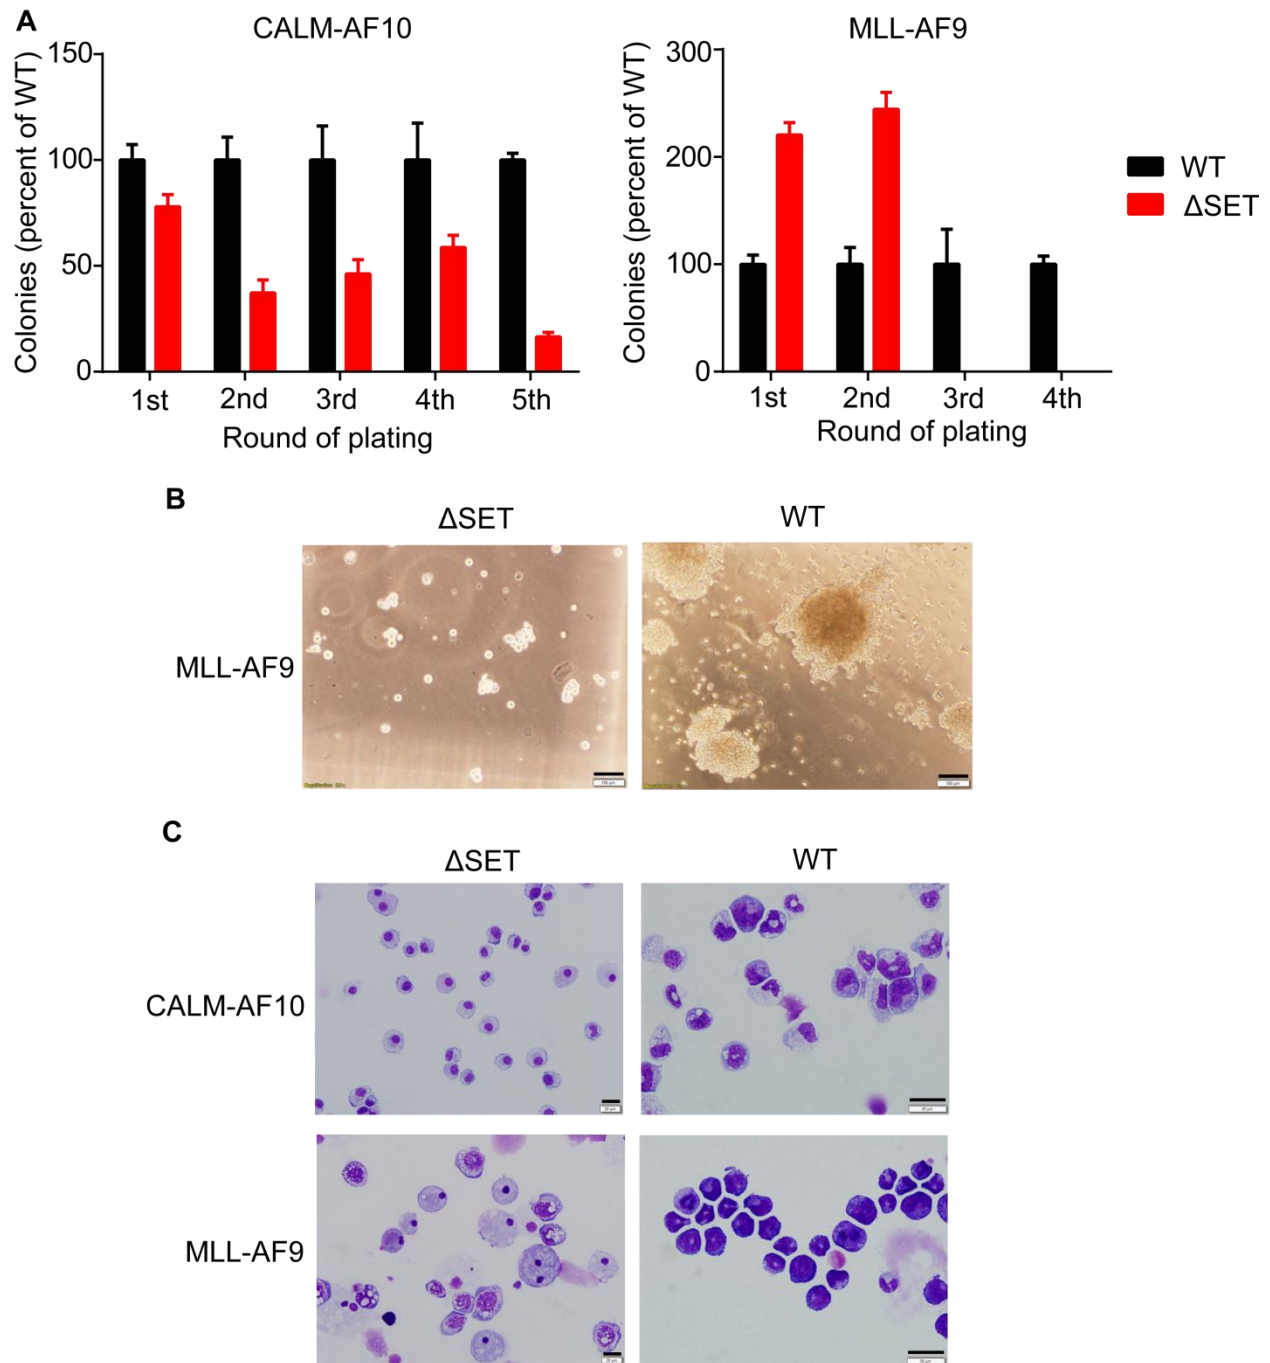 A
CALM-AF10
MLL-AF9
Colonies (percent of WT)
150
100
50
0
1st 2nd 3rd 4th 5th
Round of plating
Colonies (percent of WT)
300
200
100
0
1st 2nd 3rd 4th
Round of plating
WT
ΔSET
B
ΔSET
WT
MLL-AF9
C
ΔSET
WT
CALM-AF10
MLL-AF9